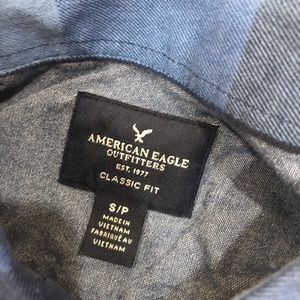 AMERICAN EAGLE
OUTFITTERS
EST. 1977
CLASSIC FIT
S/P
MADE IN
VIETNAM
FABRIQUÉ AU
VIETNAM